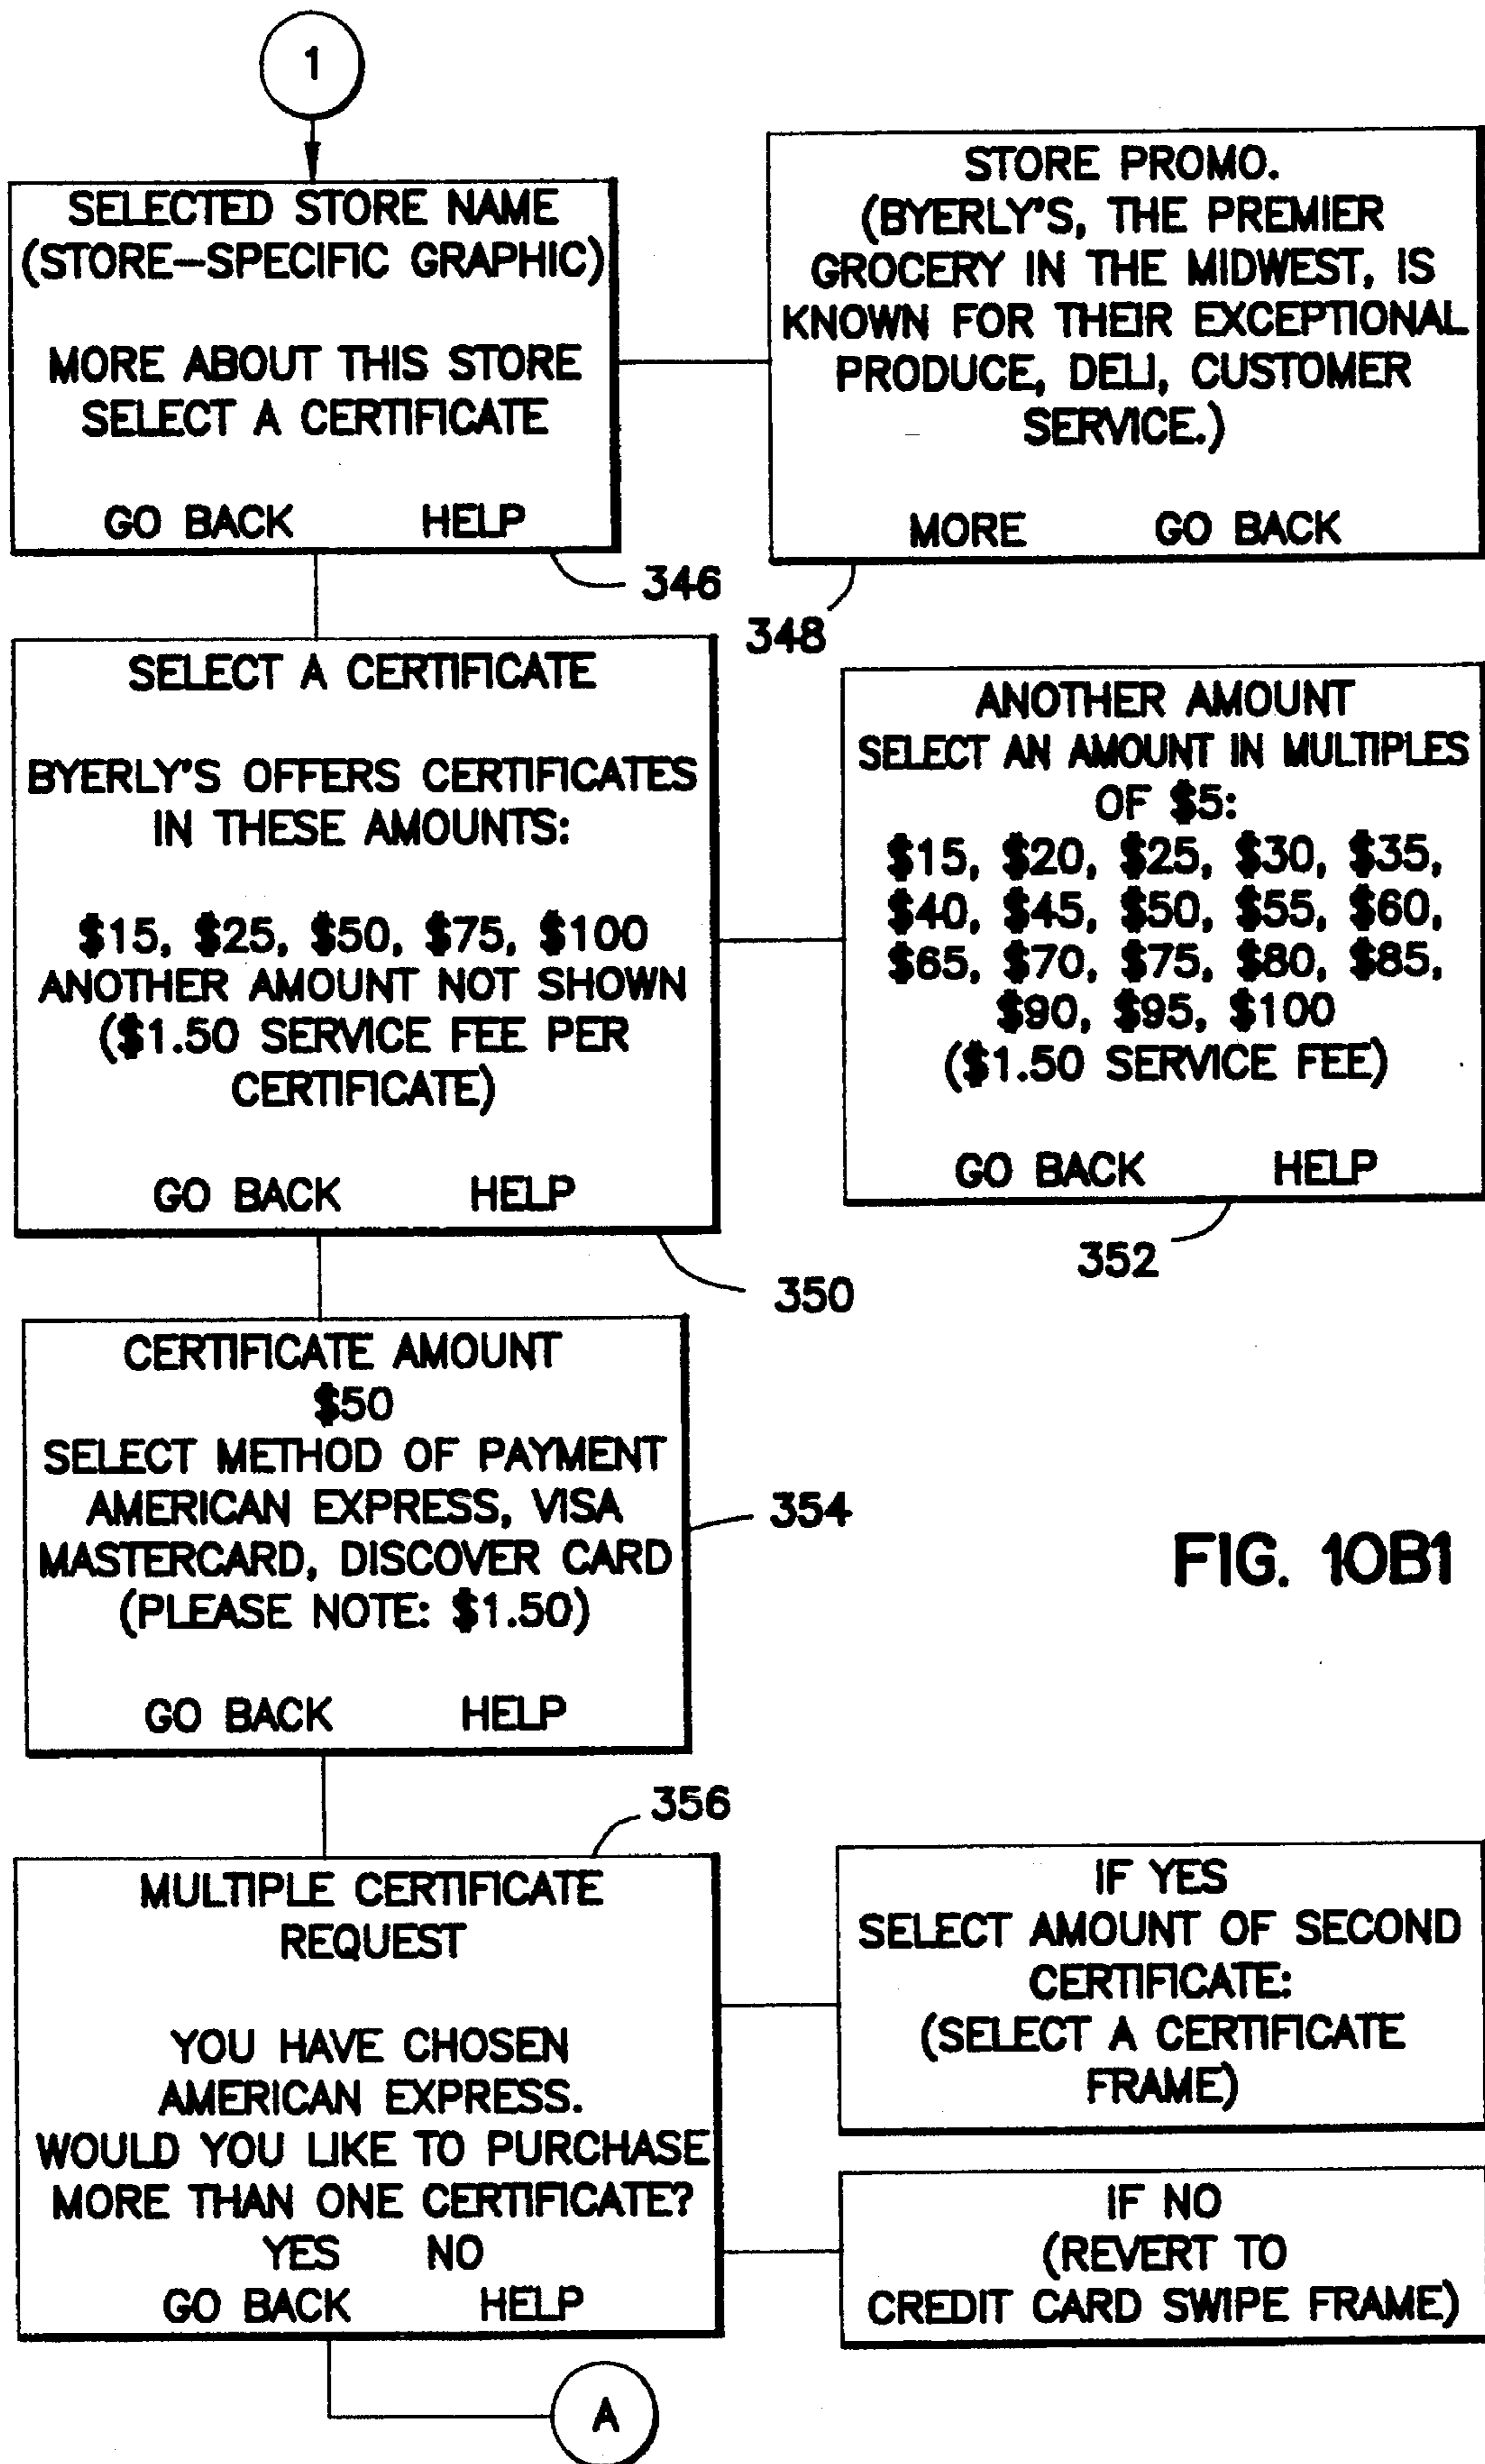 1
SELECTED STORE NAME
(STORE-SPECIFIC GRAPHIC)
MORE ABOUT THIS STORE
SELECT A CERTIFICATE
GO BACK HELP
346
STORE PROMO.
(BYERLY'S, THE PREMIER
GROCERY IN THE MIDWEST, IS
KNOWN FOR THEIR EXCEPTIONAL
PRODUCE, DELI, CUSTOMER
SERVICE.)
MORE GO BACK
348
SELECT A CERTIFICATE
BYERLY'S OFFERS CERTIFICATES
IN THESE AMOUNTS:
$15, $25, $50, $75, $100
ANOTHER AMOUNT NOT SHOWN
($1.50 SERVICE FEE PER
CERTIFICATE)
GO BACK HELP
350
ANOTHER AMOUNT
SELECT AN AMOUNT IN MULTIPLES
OF $5:
$15, $20, $25, $30, $35,
$40, $45, $50, $55, $60,
$65, $70, $75, $80, $85,
$90, $95, $100
($1.50 SERVICE FEE)
GO BACK HELP
352
CERTIFICATE AMOUNT
$50
SELECT METHOD OF PAYMENT
AMERICAN EXPRESS, VISA
MASTERCARD, DISCOVER CARD
(PLEASE NOTE: $1.50)
GO BACK HELP
354
FIG. 10B1
356
MULTIPLE CERTIFICATE
REQUEST
YOU HAVE CHOSEN
AMERICAN EXPRESS.
WOULD YOU LIKE TO PURCHASE
MORE THAN ONE CERTIFICATE?
YES NO
GO BACK HELP
IF YES
SELECT AMOUNT OF SECOND
CERTIFICATE:
(SELECT A CERTIFICATE
FRAME)
IF NO
(REVERT TO
CREDIT CARD SWIPE FRAME)
A